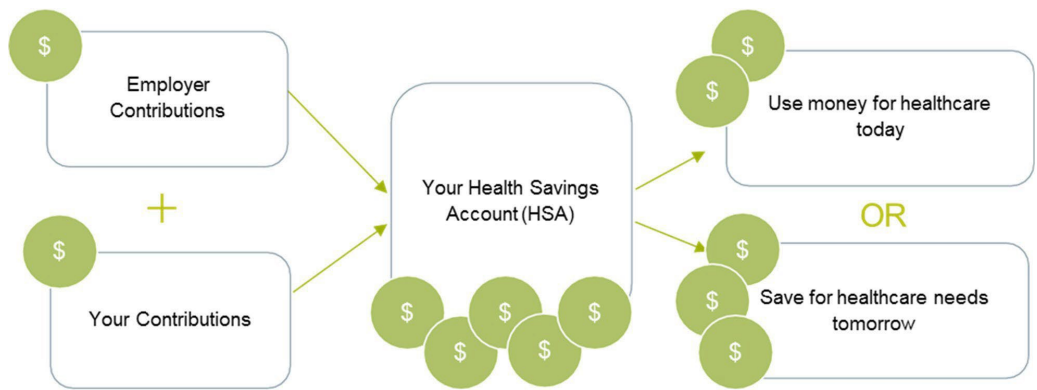 $
Employer
Contributions
+
$
Your Contributions
Your Health Savings
Account (HSA)
$
$
$
$
$
$
$
Use money for healthcare
today
OR
$
$
$
Save for healthcare needs
tomorrow